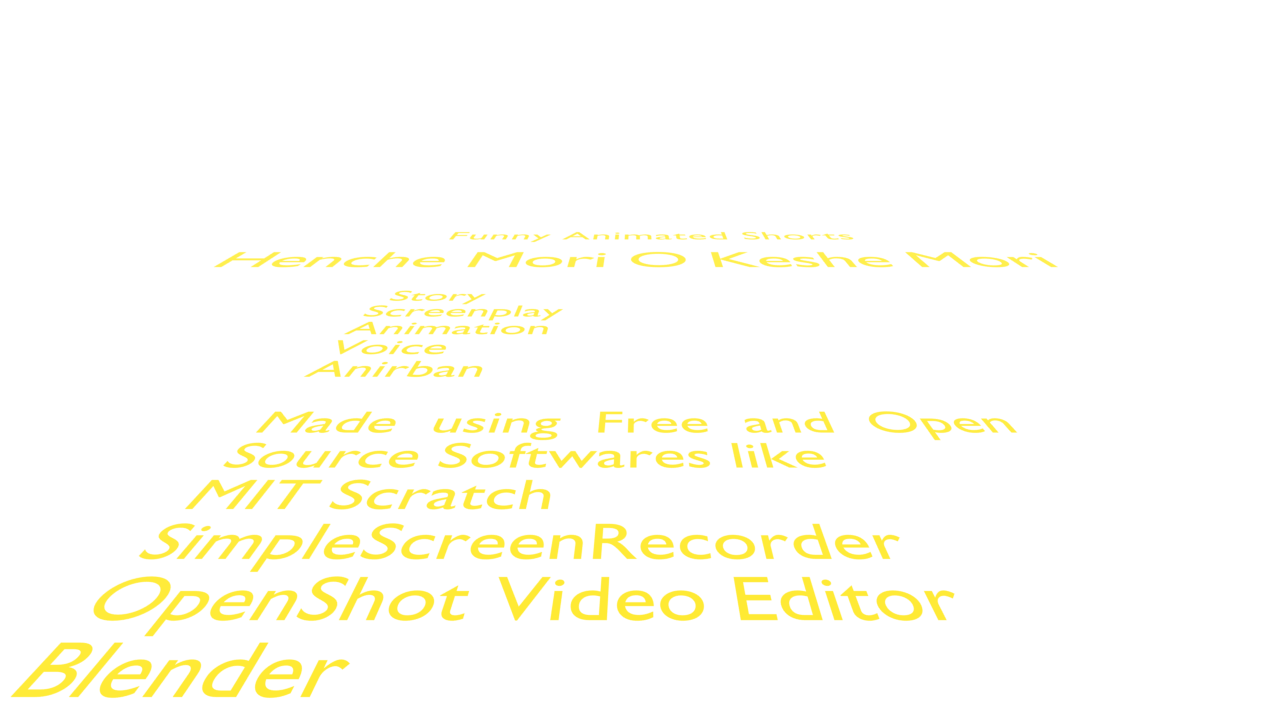 Funny Animated Shorts
Henche Mori O Keshe Mori
Story
Screenplay
Animation
Voice
Anirban
Made using Free and Open
Source Softwares like
MIT Scratch
SimpleScreenRecorder
OpenShot Video Editor
Blender